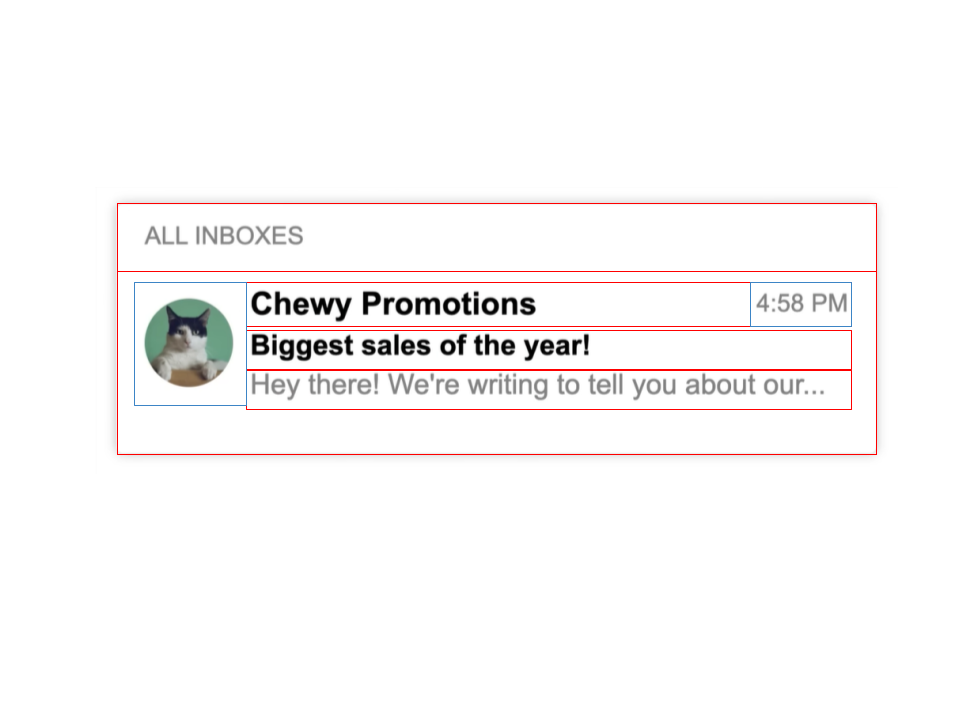 ALL INBOXES
Chewy Promotions 4:58 PM
Biggest sales of the year!
Hey there! We're writing to tell you about our...